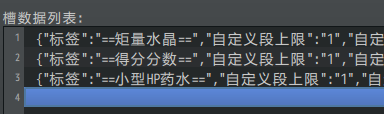 槽数据列表:
1 {"标签":"==矩量水晶==","自定义段上限":"1","自
2 {"标签":"==得分分数==","自定义段上限":"1","自定
3 {"标签":"==小型HP药水==","自定义段上限":"1","自
4